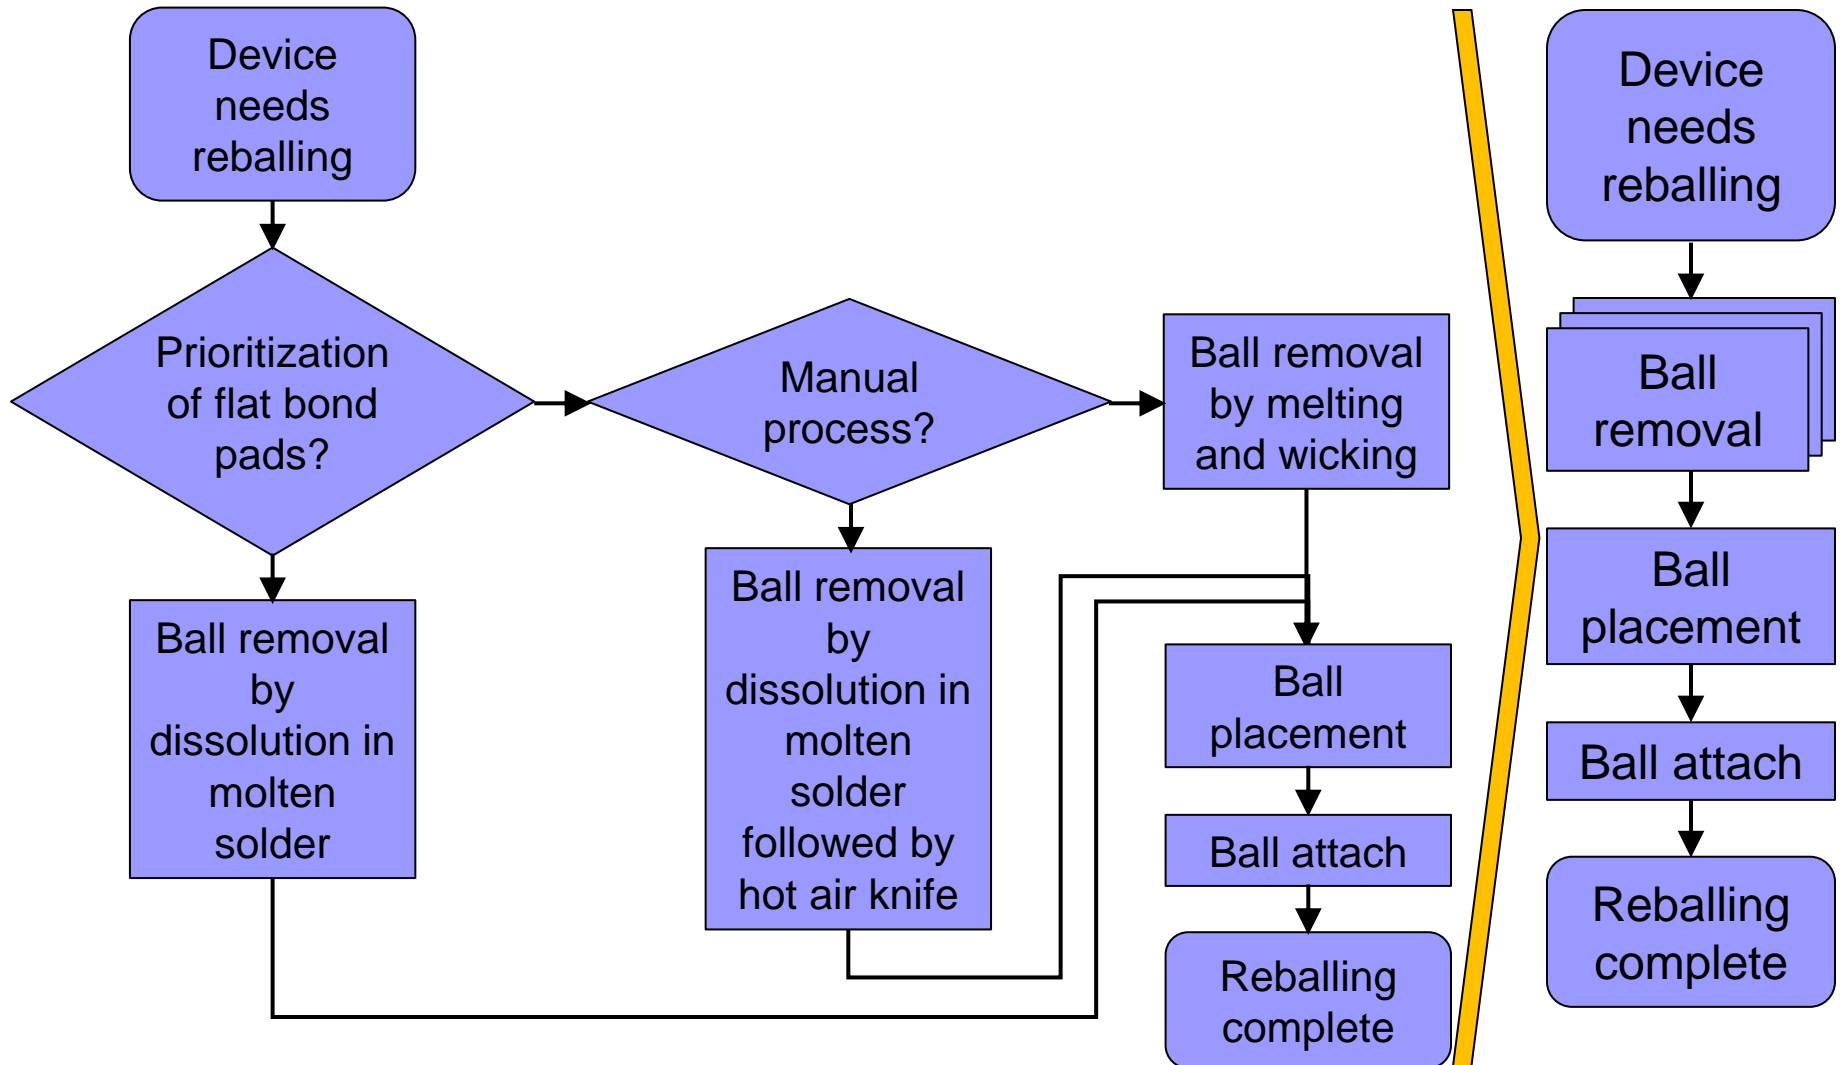 Device
needs
reballing
Prioritization
of flat bond
pads?
Ball removal
by
dissolution in
molten
solder
Manual
process?
Ball removal
by
dissolution in
molten
solder
followed by
hot air knife
Ball removal
by melting
and wicking
Ball
placement
Ball attach
Reballing
complete
Device
needs
reballing
Ball
removal
Ball
placement
Ball attach
Reballing
complete